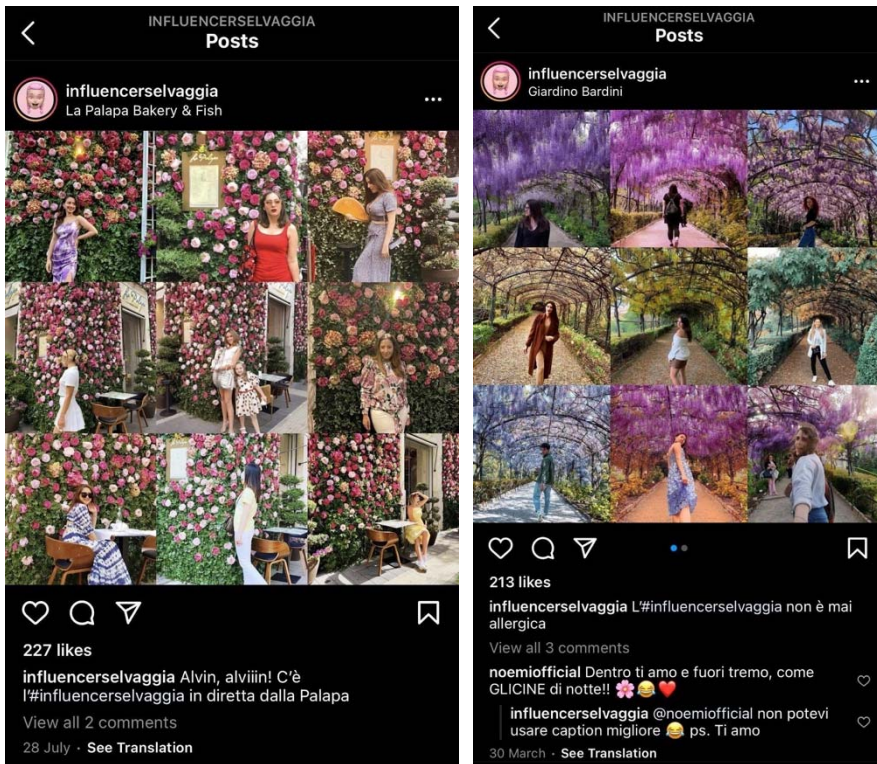 INFLUENCERSELVAGGIA
Posts
influencerselvaggia
La Palapa Bakery & Fish
227 likes
influencerselvaggia Alvin, alviiin! C'è
l'#influencerselvaggia in diretta dalla Palapa
View all 2 comments
28 July · See Translation
INFLUENCERSELVAGGIA
Posts
influencerselvaggia
Giardino Bardini
213 likes
influencerselvaggia L'#influencerselvaggia non è mai
allergica
View all 3 comments
noemiofficial Dentro ti amo e fuori tremo, come
GLICINE di notte!! 🌸😂❤️
influencerselvaggia @noemiofficial non potevi
usare caption migliore 😂 ps. Ti amo
30 March · See Translation